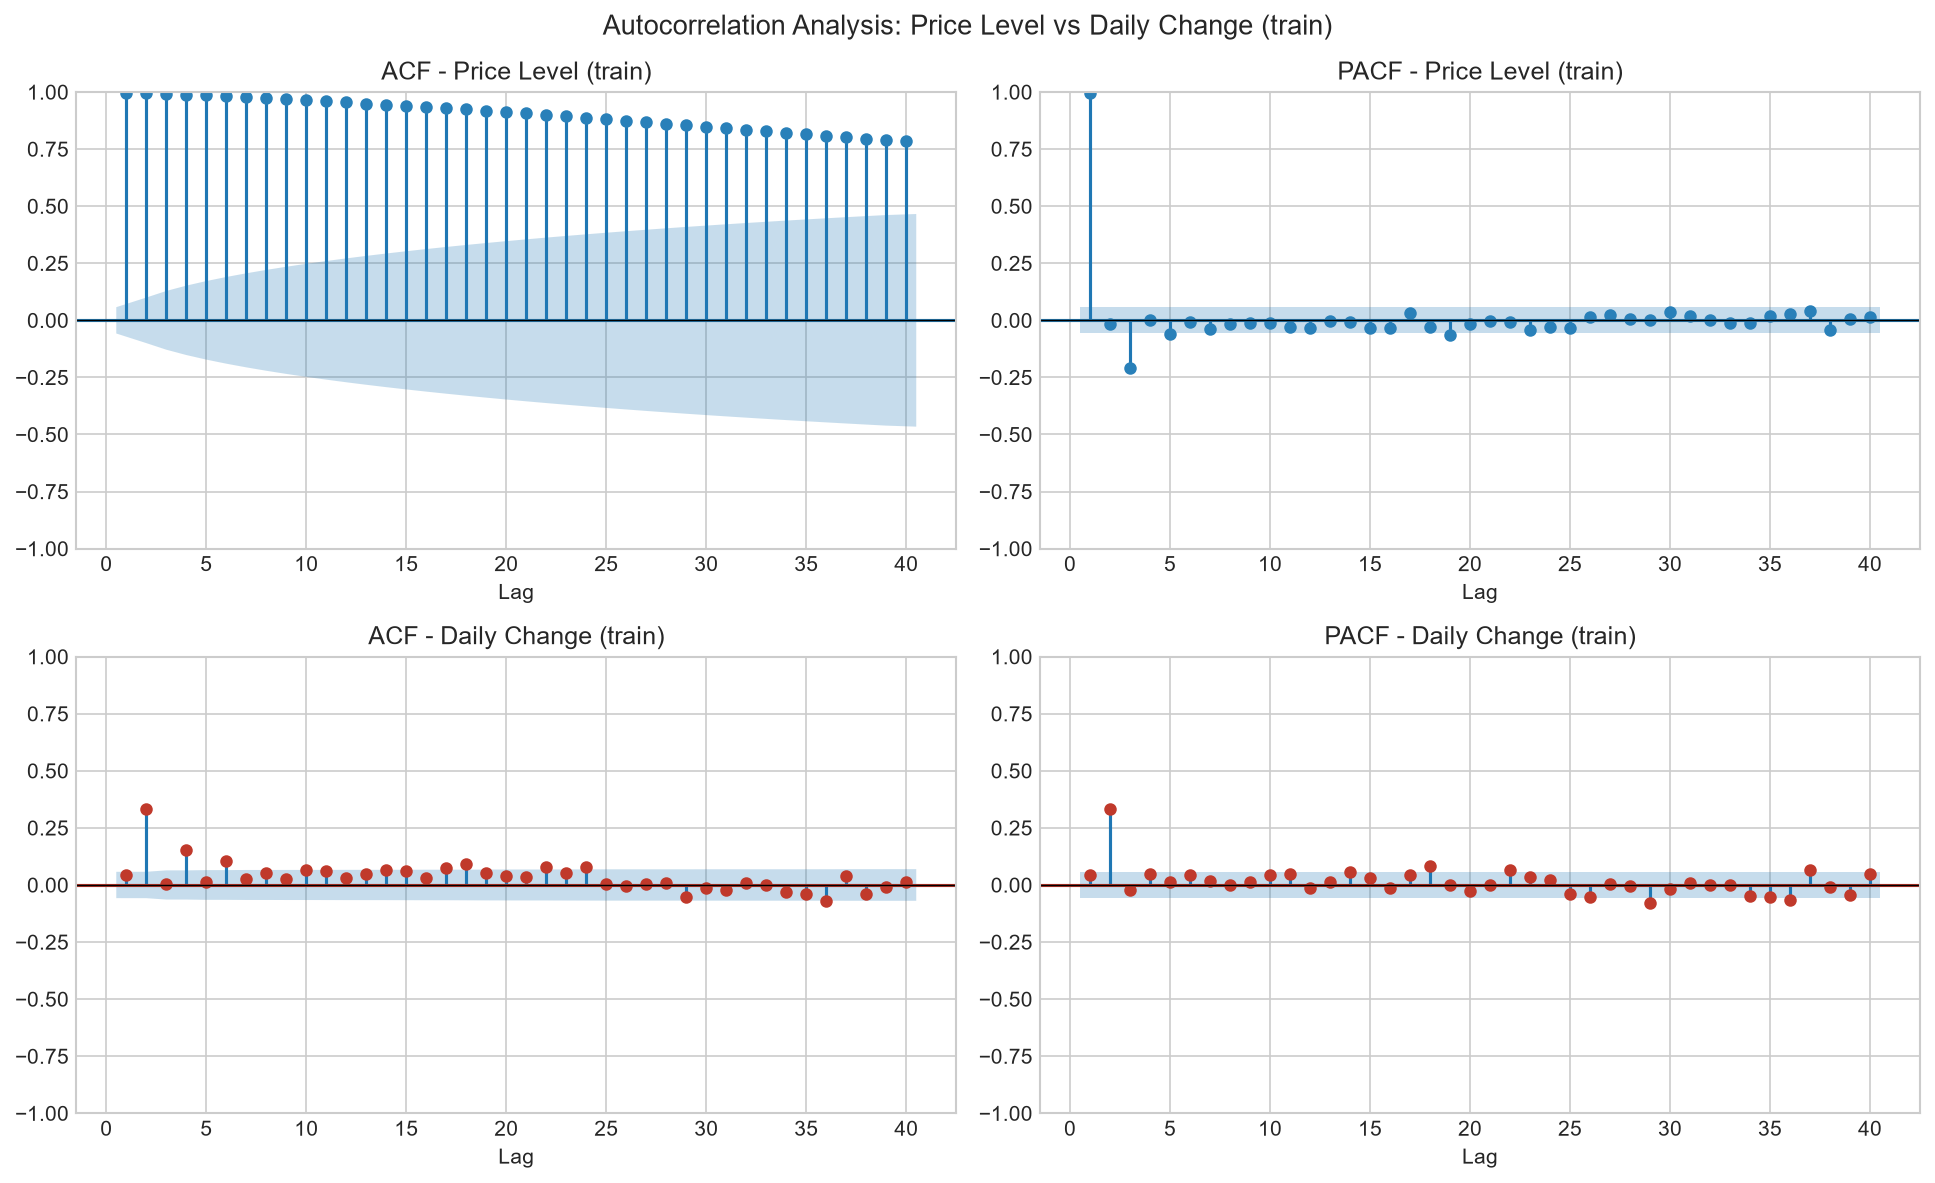 Autocorrelation Analysis: Price Level vs Daily Change (train)
ACF - Price Level (train)
1.00
0.75
0.50
0.25
0.00
−0.25
−0.50
−0.75
−1.00
0 5 10 15 20 25 30 35 40
Lag
PACF - Price Level (train)
1.00
0.75
0.50
0.25
0.00
−0.25
−0.50
−0.75
−1.00
0 5 10 15 20 25 30 35 40
Lag
ACF - Daily Change (train)
1.00
0.75
0.50
0.25
0.00
−0.25
−0.50
−0.75
−1.00
0 5 10 15 20 25 30 35 40
Lag
PACF - Daily Change (train)
1.00
0.75
0.50
0.25
0.00
−0.25
−0.50
−0.75
−1.00
0 5 10 15 20 25 30 35 40
Lag